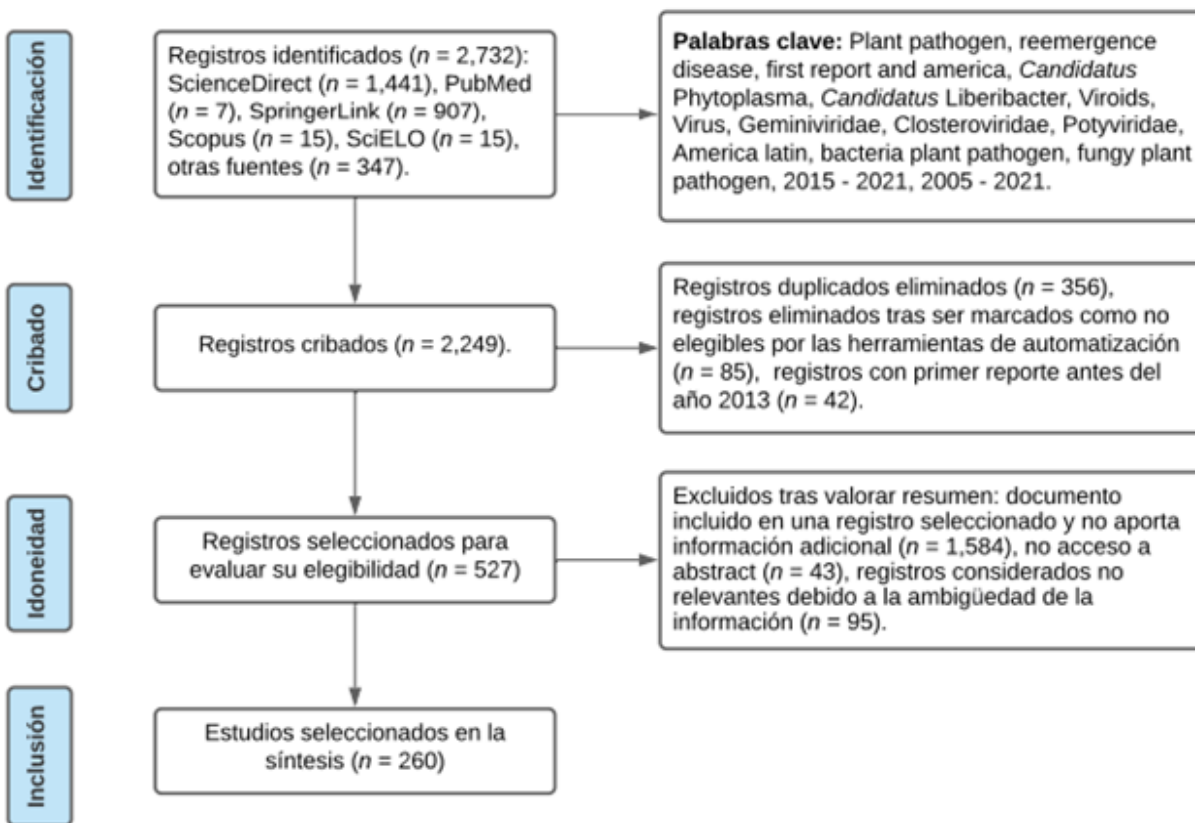 Identificación
Registros identificados (n = 2,732):
ScienceDirect (n = 1,441), PubMed
(n = 7), SpringerLink (n = 907),
Scopus (n = 15), SciELO (n = 15),
otras fuentes (n = 347).
Palabras clave: Plant pathogen, reemergence
disease, first report and america, Candidatus
Phytoplasma, Candidatus Liberibacter, Viroids,
Virus, Geminiviridae, Closteroviridae, Potyviridae,
America latin, bacteria plant pathogen, fungy plant
pathogen, 2015 - 2021, 2005 - 2021.
Cribado
Registros cribados (n = 2,249).
Registros duplicados eliminados (n = 356),
registros eliminados tras ser marcados como no
elegibles por las herramientas de automatización
(n = 85), registros con primer reporte antes del
año 2013 (n = 42).
Idoneidad
Registros seleccionados para
evaluar su elegibilidad (n = 527)
Excluidos tras valorar resumen: documento
incluido en una registro seleccionado y no aporta
información adicional (n = 1,584), no acceso a
abstract (n = 43), registros considerados no
relevantes debido a la ambigüedad de la
información (n = 95).
Inclusión
Estudios seleccionados en la
síntesis (n = 260)